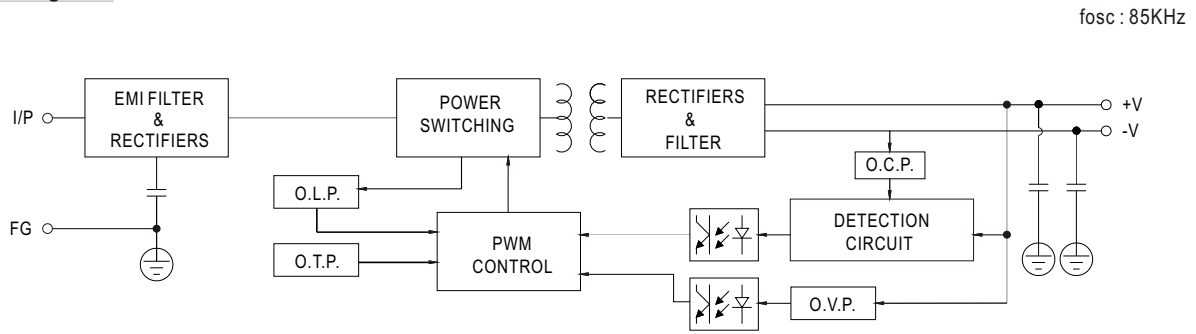 fosc : 85KHz
I/P
EMI FILTER
&
RECTIFIERS
POWER
SWITCHING
RECTIFIERS
&
FILTER
+V
-V
O.C.P.
O.L.P.
FG
PWM
CONTROL
DETECTION
CIRCUIT
O.T.P.
O.V.P.